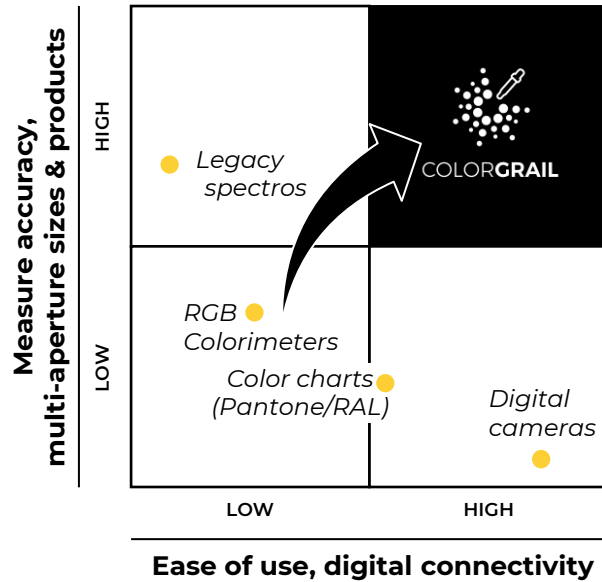 Measure accuracy,
multi-aperture sizes & products
HIGH
LOW
Legacy
spectros
COLORGRAIL
RGB
Colorimeters
Color charts
(Pantone/RAL)
Digital
cameras
LOW
HIGH
Ease of use, digital connectivity